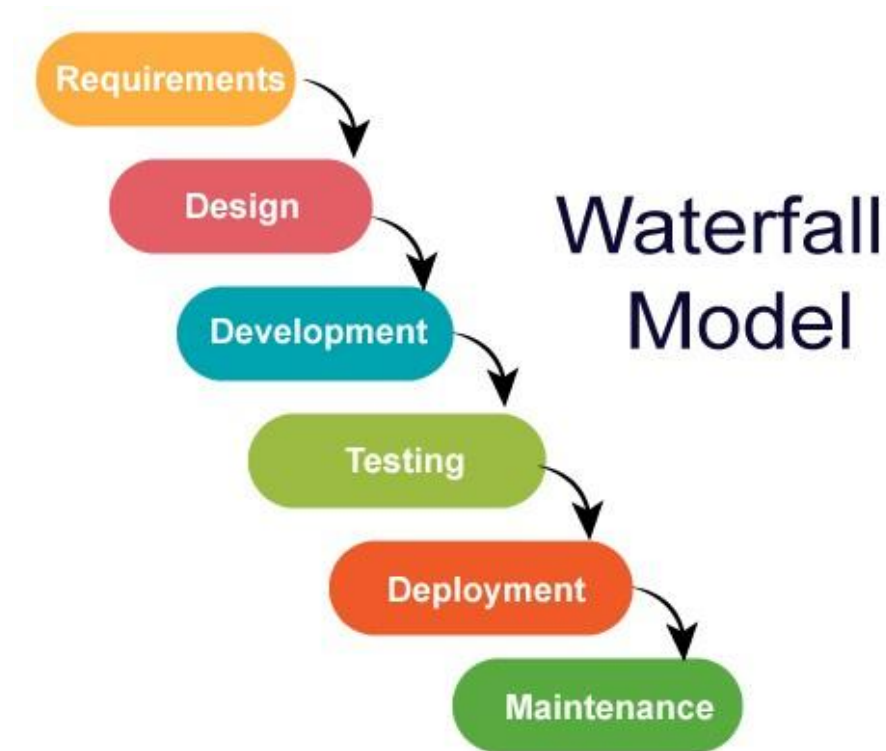 Requirements
Design
Waterfall
Model
Development
Testing
Deployment
Maintenance